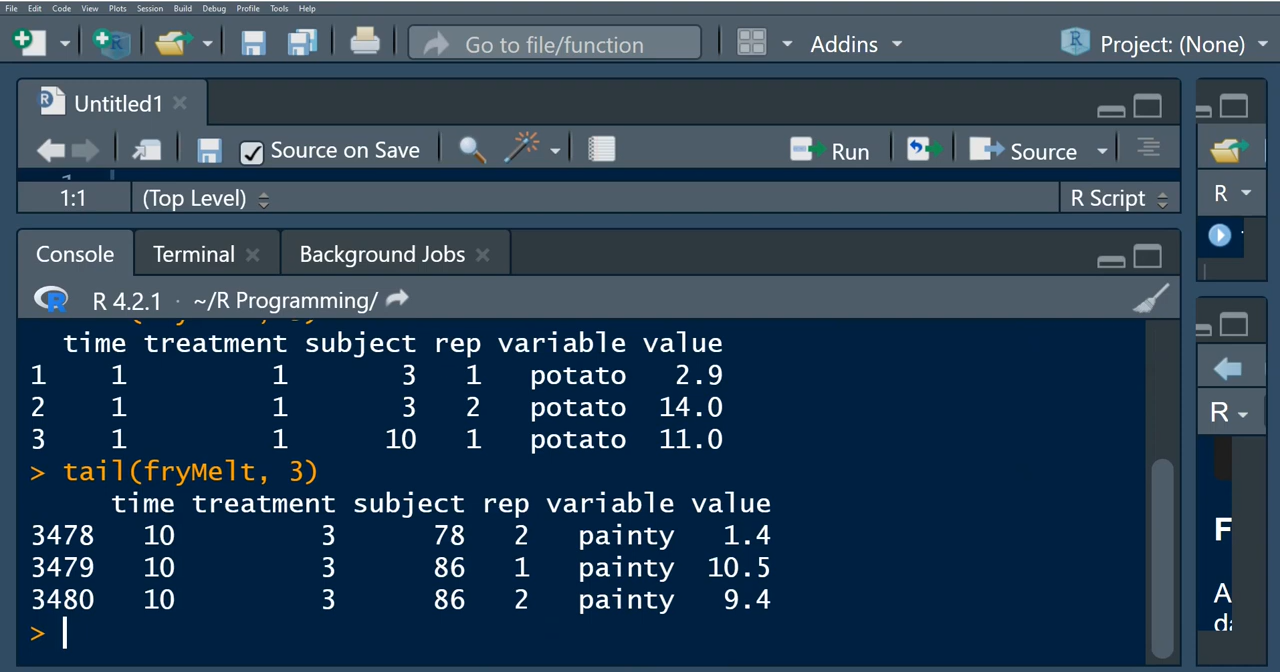 File Edit Code View Plots Session Build Debug Profile Tools Help
Go to file/function Addins Project: (None)
Untitled1
Source on Save Run Source
1:1 (Top Level) R Script
R
Console Terminal Background Jobs
R 4.2.1 · ~/R Programming/
time treatment subject rep variable value
1 1 1 3 1 potato 2.9
2 1 1 3 2 potato 14.0
3 1 1 10 1 potato 11.0
R
> tail(fryMelt, 3)
time treatment subject rep variable value
3478 10 3 78 2 painty 1.4
3479 10 3 86 1 painty 10.5
3480 10 3 86 2 painty 9.4
>
F
A